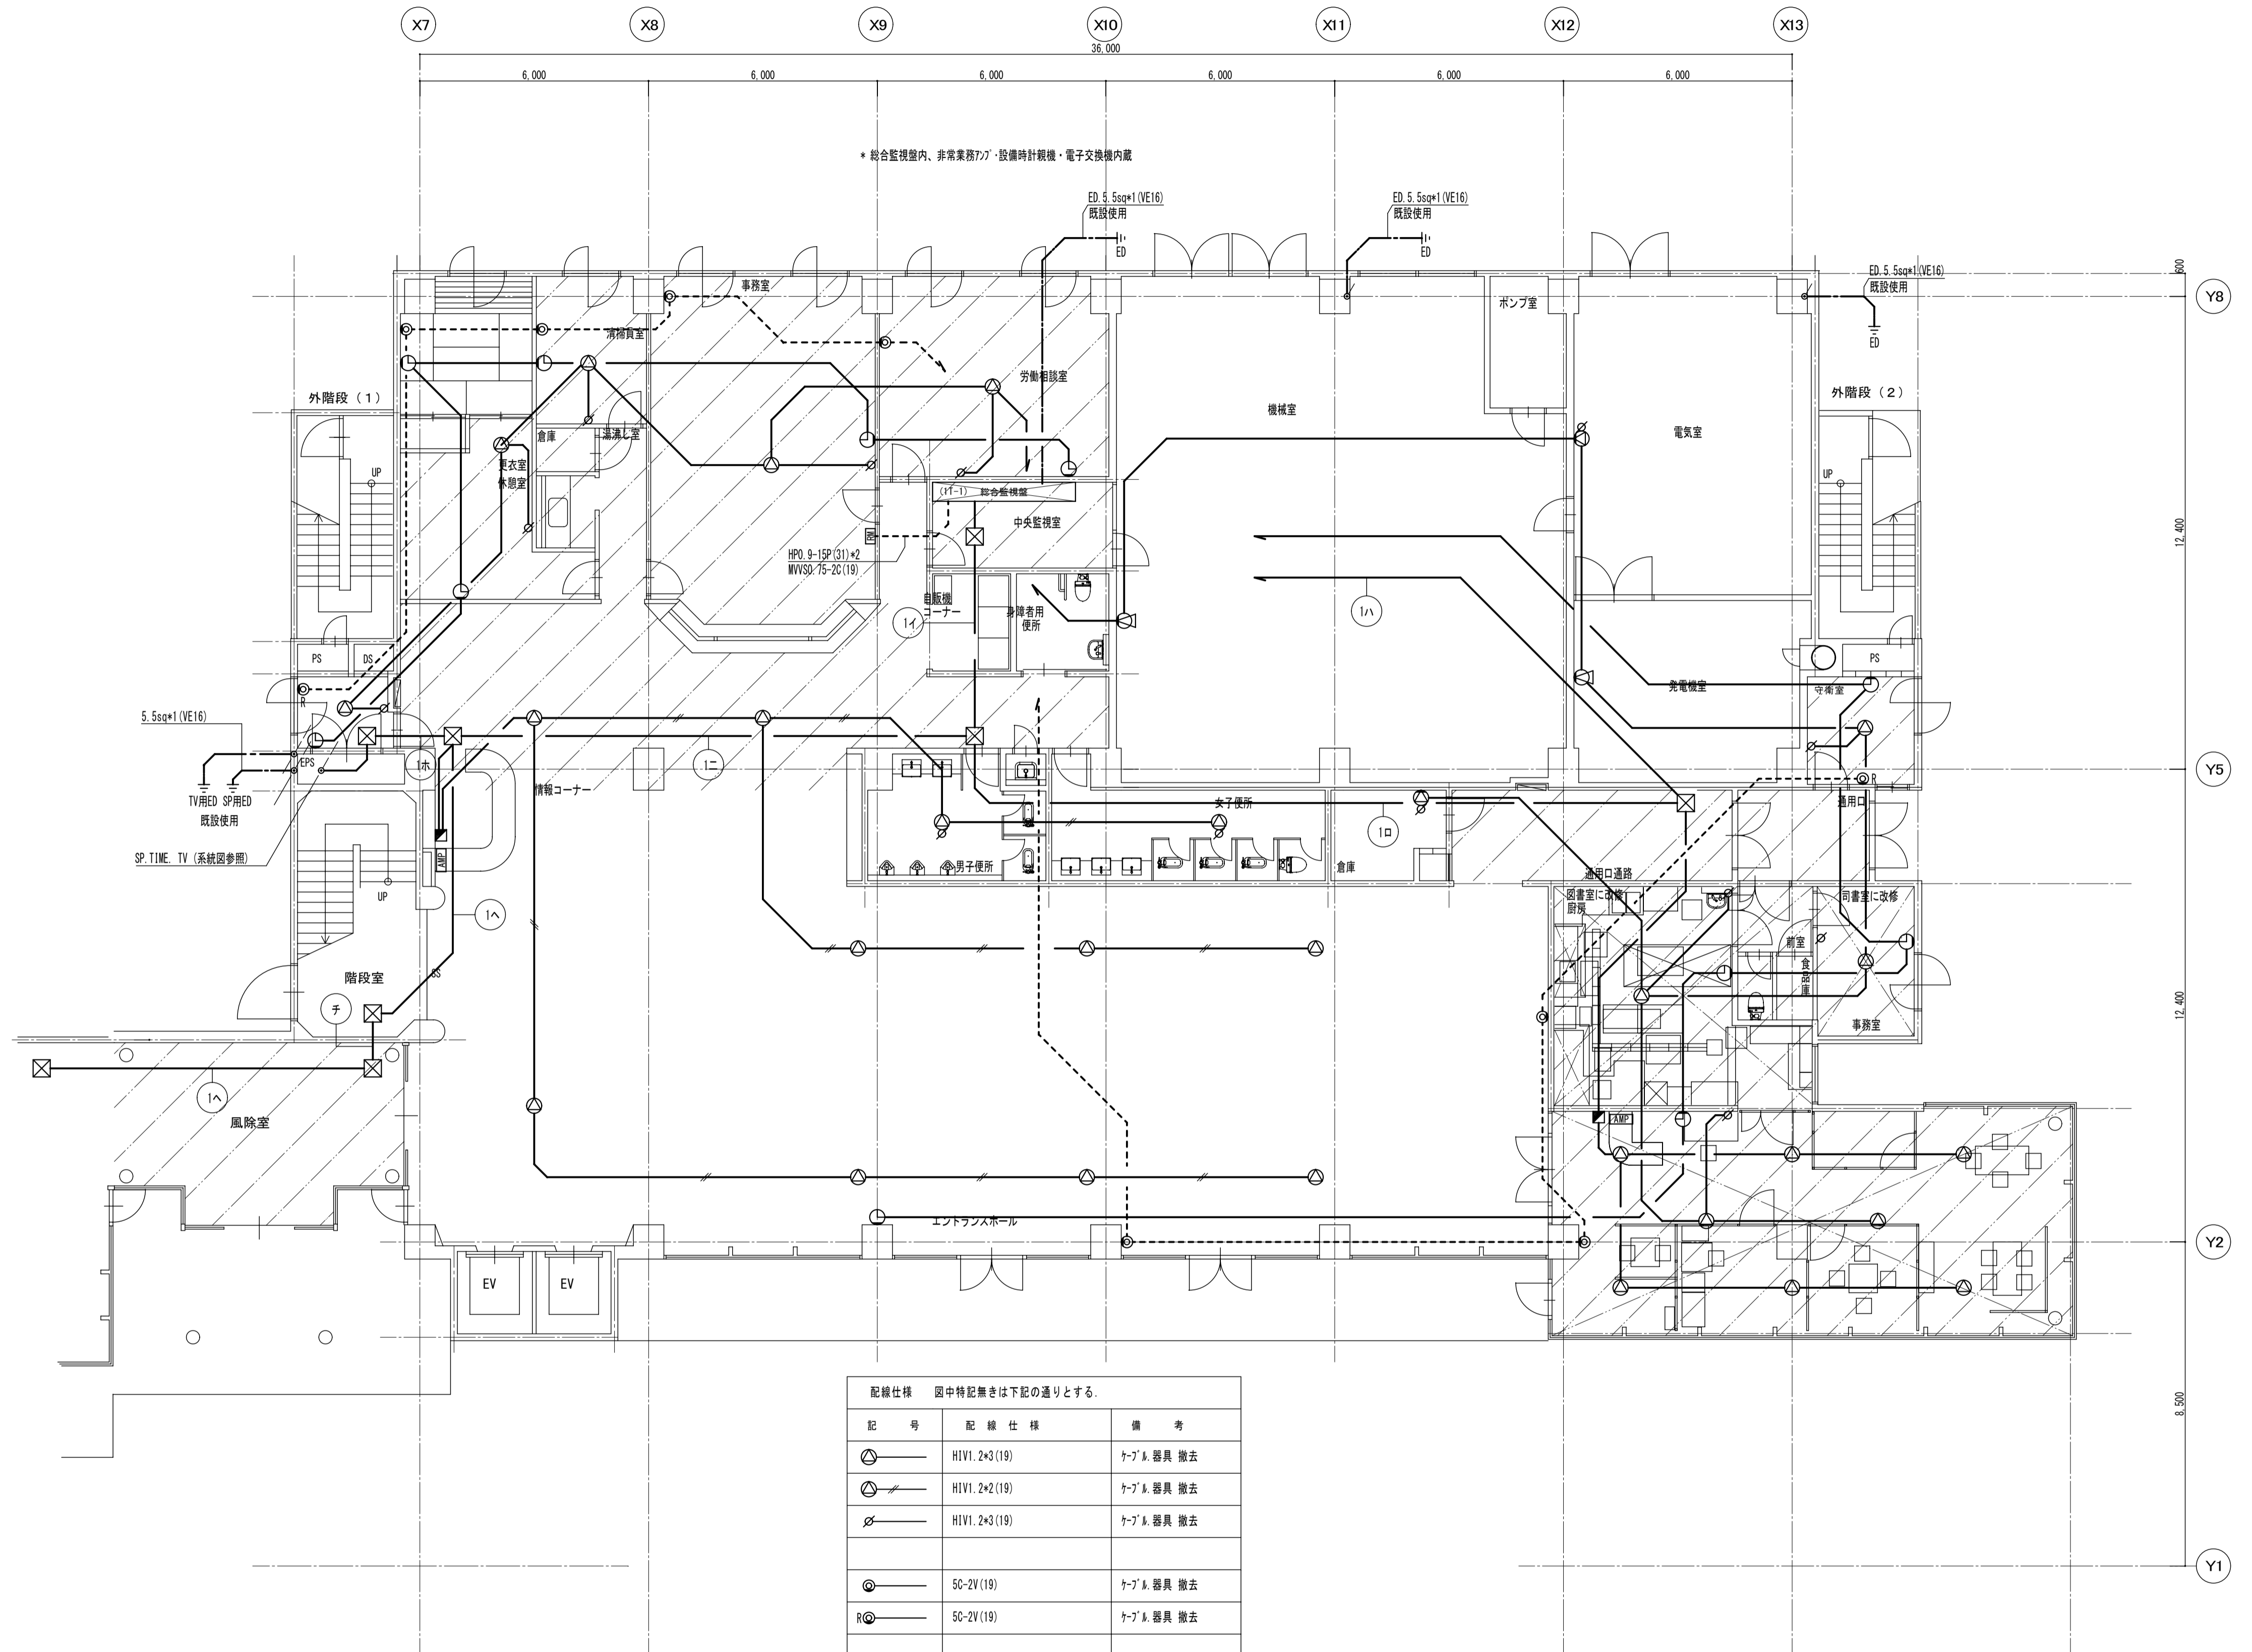 X7 X8 X9 X10 X11 X12 X13
36,000
6,000 6,000 6,000 6,000 6,000 6,000
* 総合監視盤内、非常業務ｱﾝﾌﾟ･設備時計親機・電子交換機内蔵
ED.5.5sq*1(VE16)
既設使用
ED
ED.5.5sq*1(VE16)
既設使用
ED
ED.5.5sq*1(VE16)
既設使用
ED
600
Y8
事務室
ポンプ室
清掃員室
労働相談室
外階段（1）
機械室
外階段（2）
電気室
倉庫
湯沸し室
更衣室
休憩室
UP
UP
(1T-1) 総合監視盤
中央監視室
RM
HP0.9-15P(31)*2
MVVS0.75-2C(19)
12,400
自販機
コーナー
身障者用
便所
1イ
1ハ
PS
DS
PS
R
発電機室
守衛室
5.5sq*1(VE16)
EPS
1ホ
1ニ
Y5
R
TV用ED SP用ED
既設使用
情報コーナー
女子便所
通用口
1ロ
SP.TIME. TV (系統図参照)
AMP
男子便所
倉庫
通用口通路
UP
図書室に改修
厨房
司書室に改修
1ヘ
前室
食品庫
階段室
SS
チ
事務室
12,400
1ヘ
風除室
AMP
エントランスホール
Y2
EV EV
8,500
配線仕様 図中特記無きは下記の通りとする.
記 号 配 線 仕 様 備 考
HIV1.2*3(19) ｹｰﾌﾞﾙ.器具 撤去
HIV1.2*2(19) ｹｰﾌﾞﾙ.器具 撤去
HIV1.2*3(19) ｹｰﾌﾞﾙ.器具 撤去
5C-2V(19) ｹｰﾌﾞﾙ.器具 撤去
R 5C-2V(19) ｹｰﾌﾞﾙ.器具 撤去
Y1